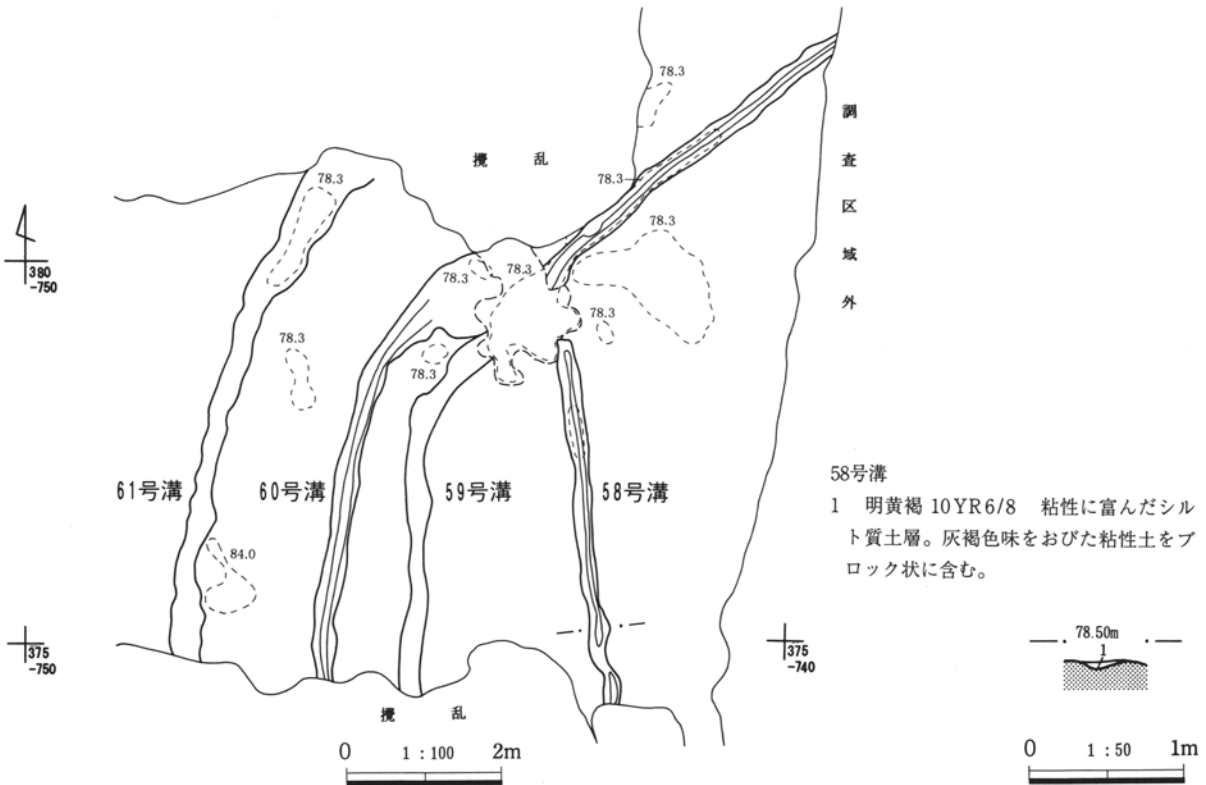 78.3
調査区域外
攪乱
78.3
78.3
78.3
78.3
78.3
380
-750
78.3
78.3
78.3
61号溝
60号溝
59号溝
58号溝
84.0
375
-750
375
-740
攪乱
0 1:100 2m
58号溝
1 明黄褐 10YR6/8 粘性に富んだシル
ト質土層。灰褐色味をおびた粘性土をブ
ロック状に含む。
78.50m
1
0 1:50 1m